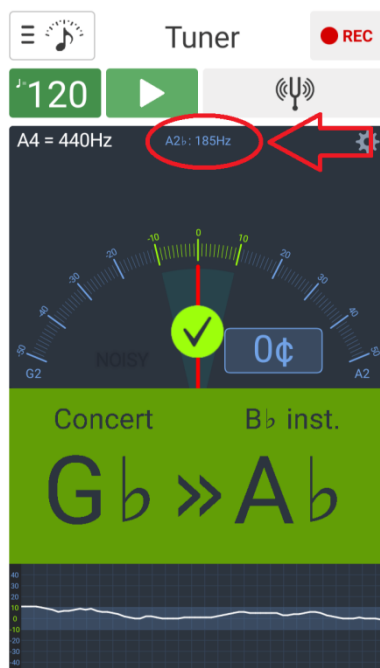 Tuner
REC
120
A4 = 440Hz
A2♭: 185Hz
-50 -40 -30 -20 -10 0 10 20 30 40 50
G2
NOISY
0¢
A2
Concert
B♭ inst.
G♭ » A♭
40
30
20
10
0
-10
-20
-30
-40